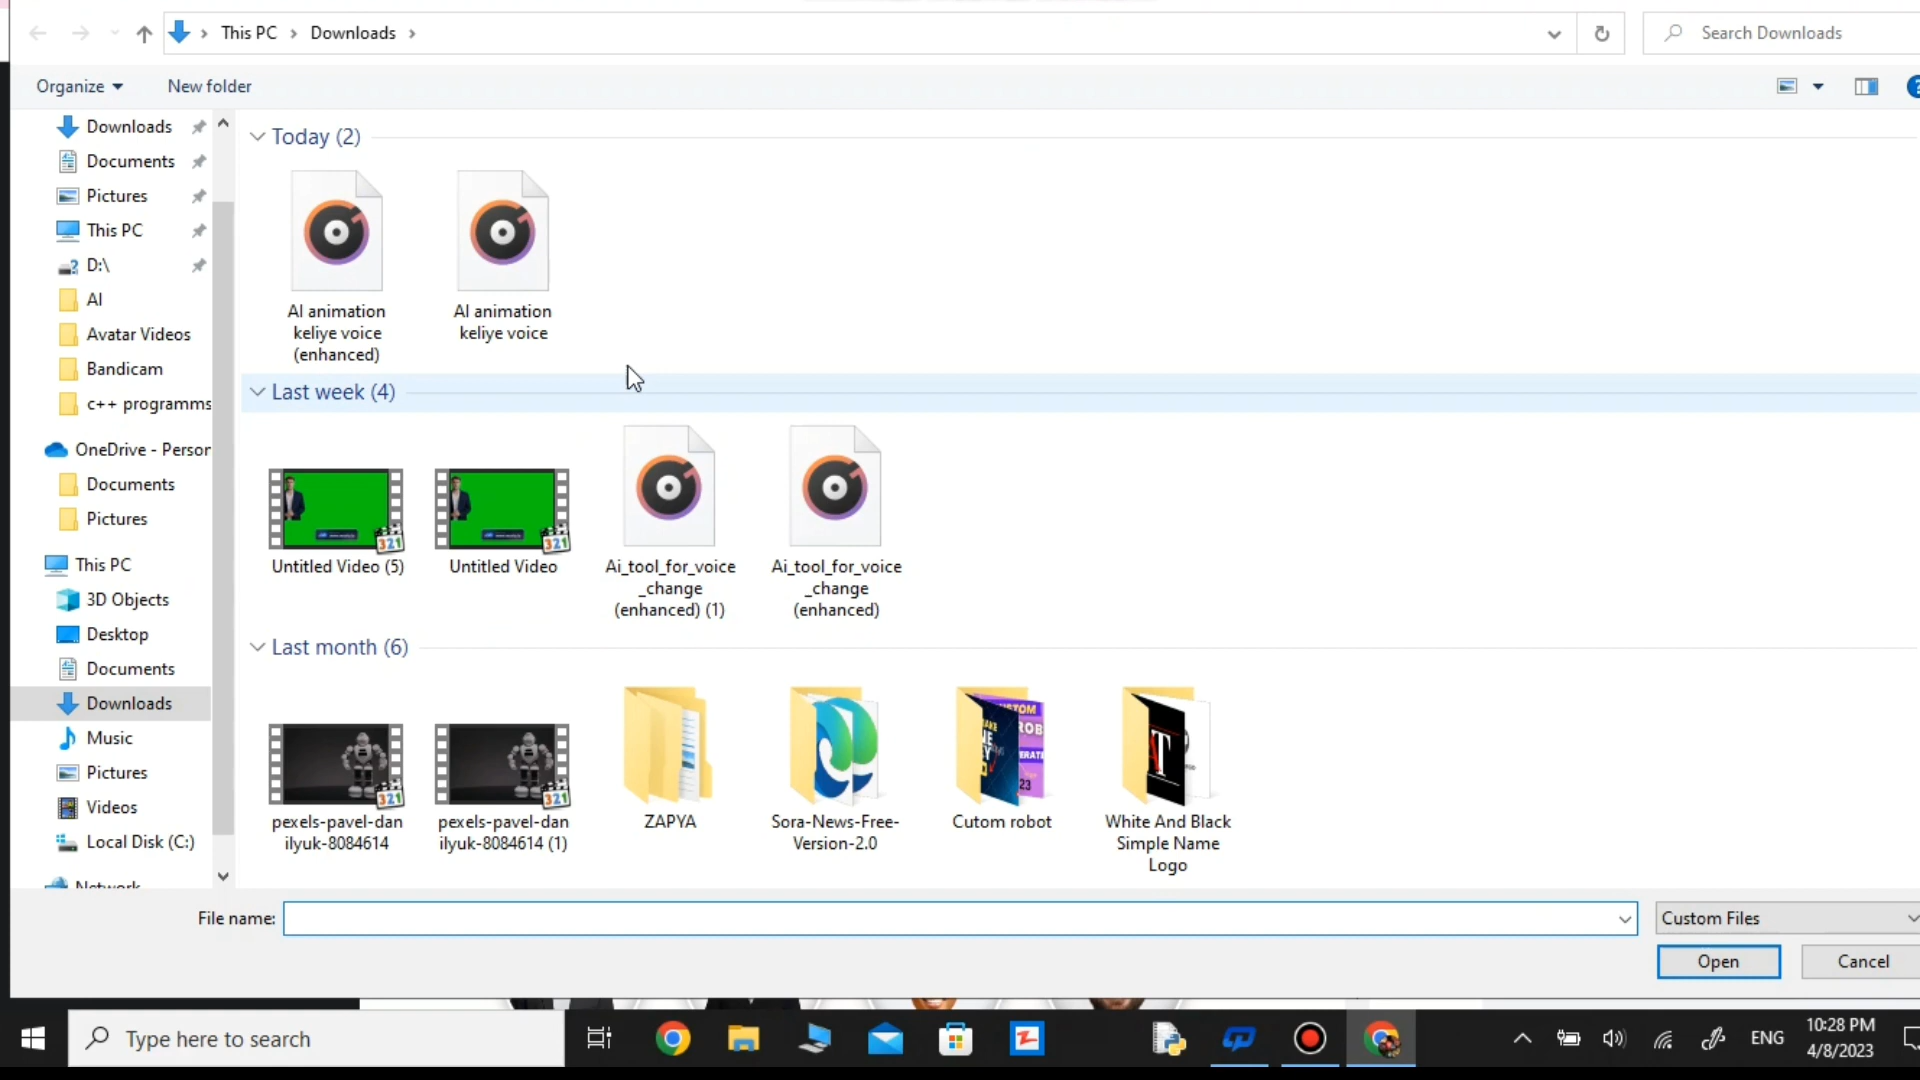 This PC
Downloads
Search Downloads
Organize
New folder
Downloads
Documents
Pictures
This PC
D:\
AI
Avatar Videos
Bandicam
c++ programms
OneDrive - Person
Documents
Pictures
This PC
3D Objects
Desktop
Documents
Downloads
Music
Pictures
Videos
Local Disk (C:)
Network
Today (2)
AI animation
keliye voice
(enhanced)
AI animation
keliye voice
Last week (4)
Untitled Video (5)
Untitled Video
Ai_tool_for_voice
_change
(enhanced) (1)
Ai_tool_for_voice
_change
(enhanced)
Last month (6)
pexels-pavel-dan
ilyuk-8084614
pexels-pavel-dan
ilyuk-8084614 (1)
ZAPYA
Sora-News-Free-
Version-2.0
Cutom robot
White And Black
Simple Name
Logo
File name:
Custom Files
Open
Cancel
Type here to search
ENG
10:28 PM
4/8/2023